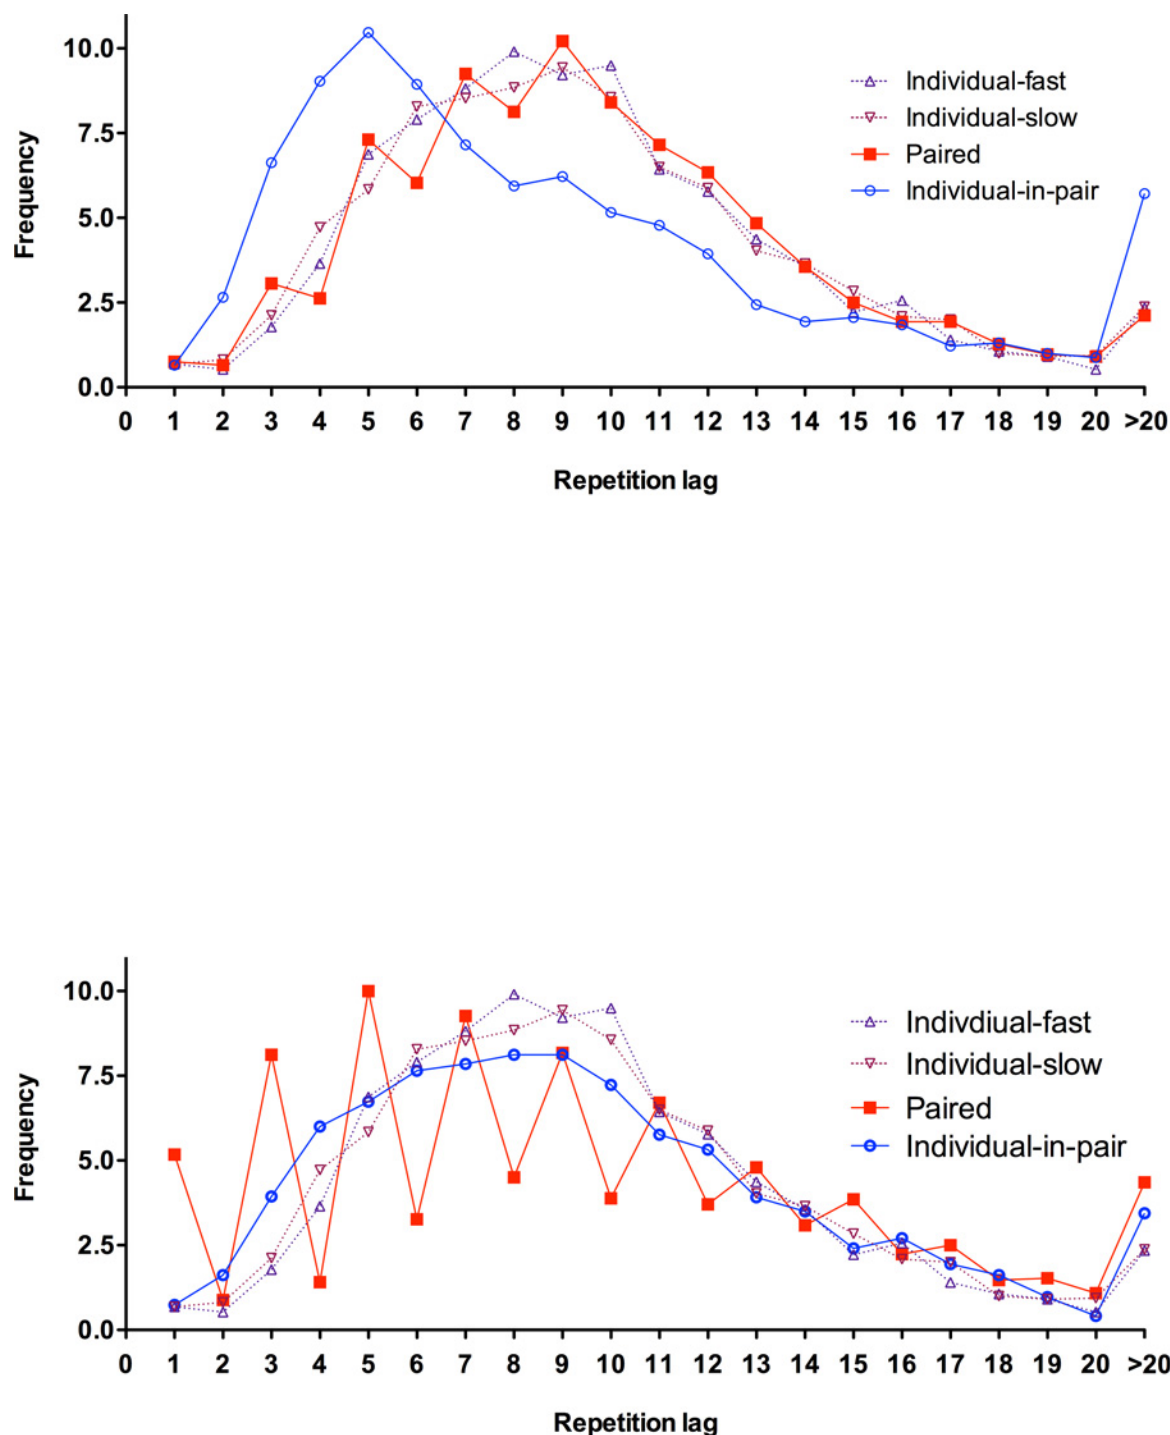 10.0
7.5
5.0
2.5
0.0
Frequency
Individual-fast
Individual-slow
Paired
Individual-in-pair
0 1 2 3 4 5 6 7 8 9 10 11 12 13 14 15 16 17 18 19 20 >20
Repetition lag
10.0
7.5
5.0
2.5
0.0
Frequency
Indivdiual-fast
Individual-slow
Paired
Individual-in-pair
0 1 2 3 4 5 6 7 8 9 10 11 12 13 14 15 16 17 18 19 20 >20
Repetition lag